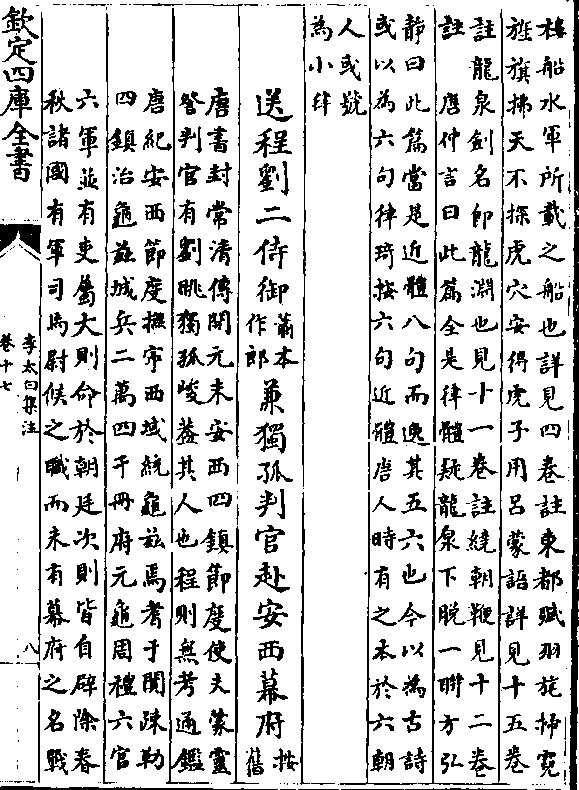 樓船水軍所載之船也詳見四卷註東都賦羽旄掃霓
旌旗拂天不探虎穴安得虎子用呂蒙語詳見十五卷
註龍泉劍名即龍淵也見十一卷註繞朝鞭見十二卷
註　唐仲言曰此篇全是律體疑龍泉下脫一聯方弘
靜曰此篇當是近體八句而逸其五六也今以為古詩
或以為六句律琦按六句近體唐人時有之本於六朝
人或號
為小律
送程劉二侍御蕭本作郎兼獨孤判官赴安西幕府按舊
唐書封常清傳開元末安西四鎮節度使夫蒙靈
詧判官有劉眺獨孤峻蓋其人也程則無考通鑑
唐紀安西節度撫寧西域統龜兹焉耆于闐疎勒
四鎮治龜兹城兵二萬四千冊府元龜周禮六官
六軍並有吏屬大則命於朝廷次則皆自辟除春
秋諸國有軍司馬尉候之職而未有幕府之名戰
欽定四庫全書
李太白集注
卷十七
八